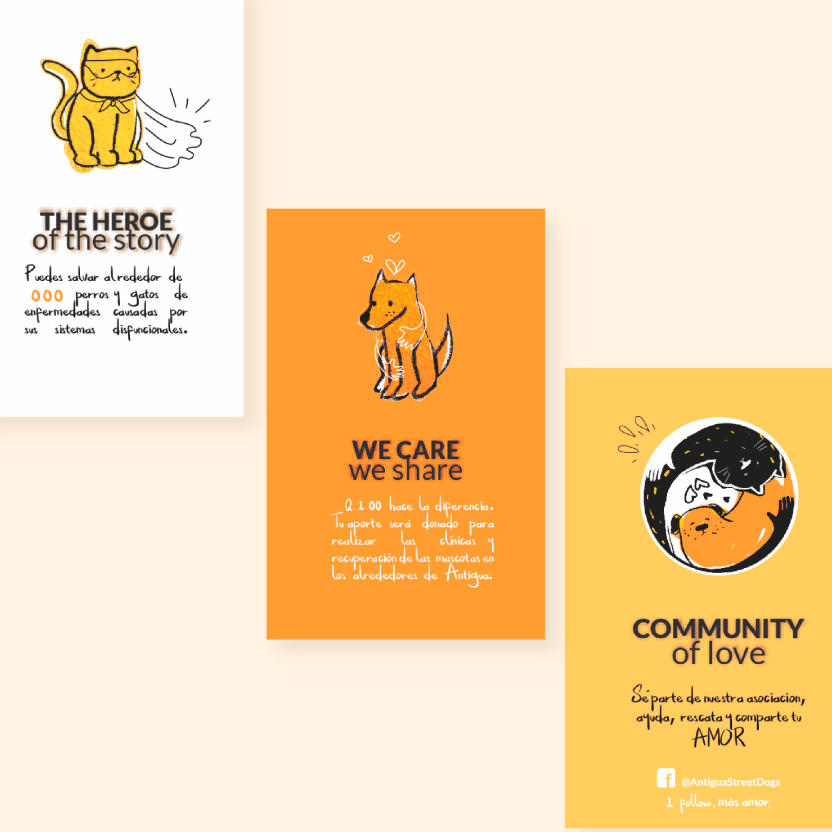 THE HEROE
of the story
Puedes salvar alrededor de
000 perros y gatos de
enfermedades causadas por
sus sistemas disfuncionales.
WE CARE
we share
Q 1.00 hace la diferencia.
Tu aporte será donado para
realizar las clínicas y
recuperación de las mascotas en
los alrededores de Antigua.
COMMUNITY
of love
Sé parte de nuestra asociacion,
ayuda, rescata y comparte tu
AMOR
f @AntiguaStreetDogs
1 follow, más amor.